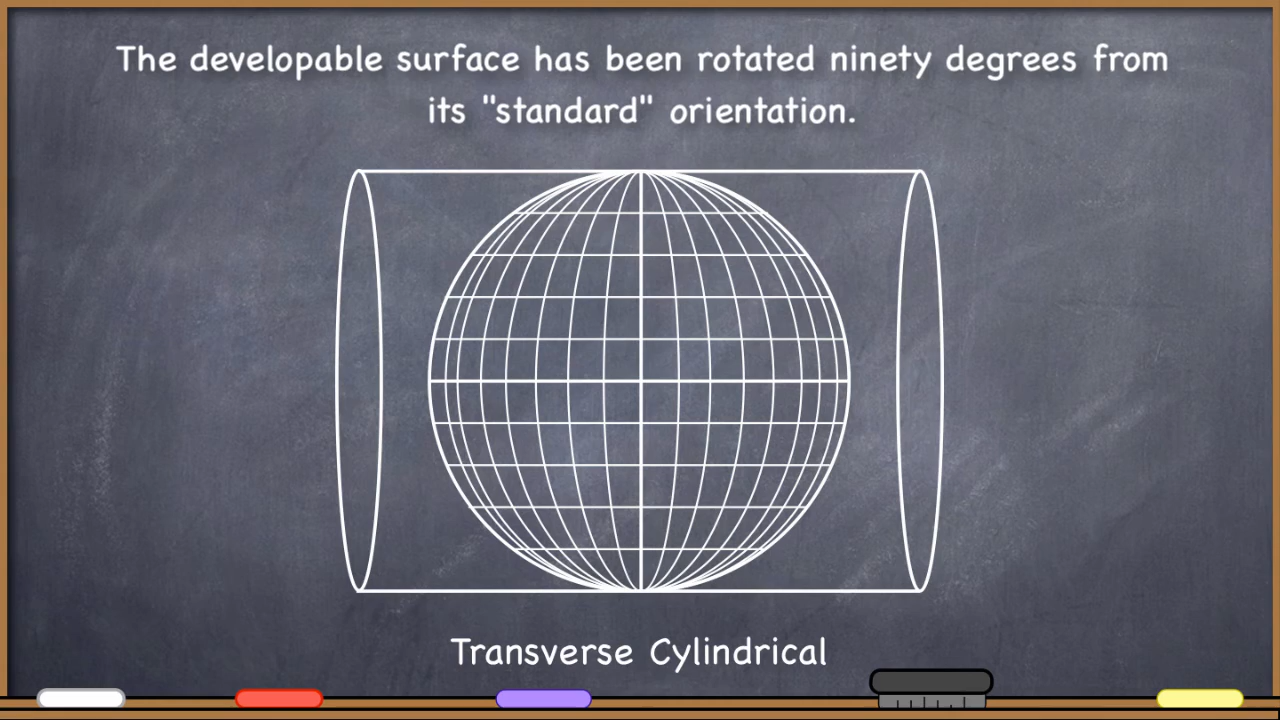 The developable surface has been rotated ninety degrees from
its "standard" orientation.
Transverse Cylindrical